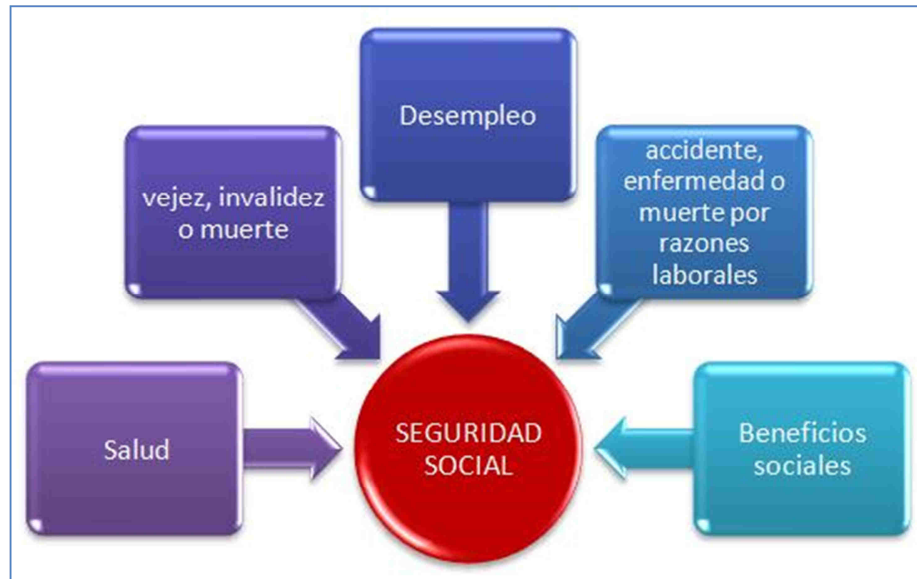 Desempleo
vejez, invalidez
o muerte
accidente,
enfermedad o
muerte por
razones
laborales
Salud
SEGURIDAD
SOCIAL
Beneficios
sociales